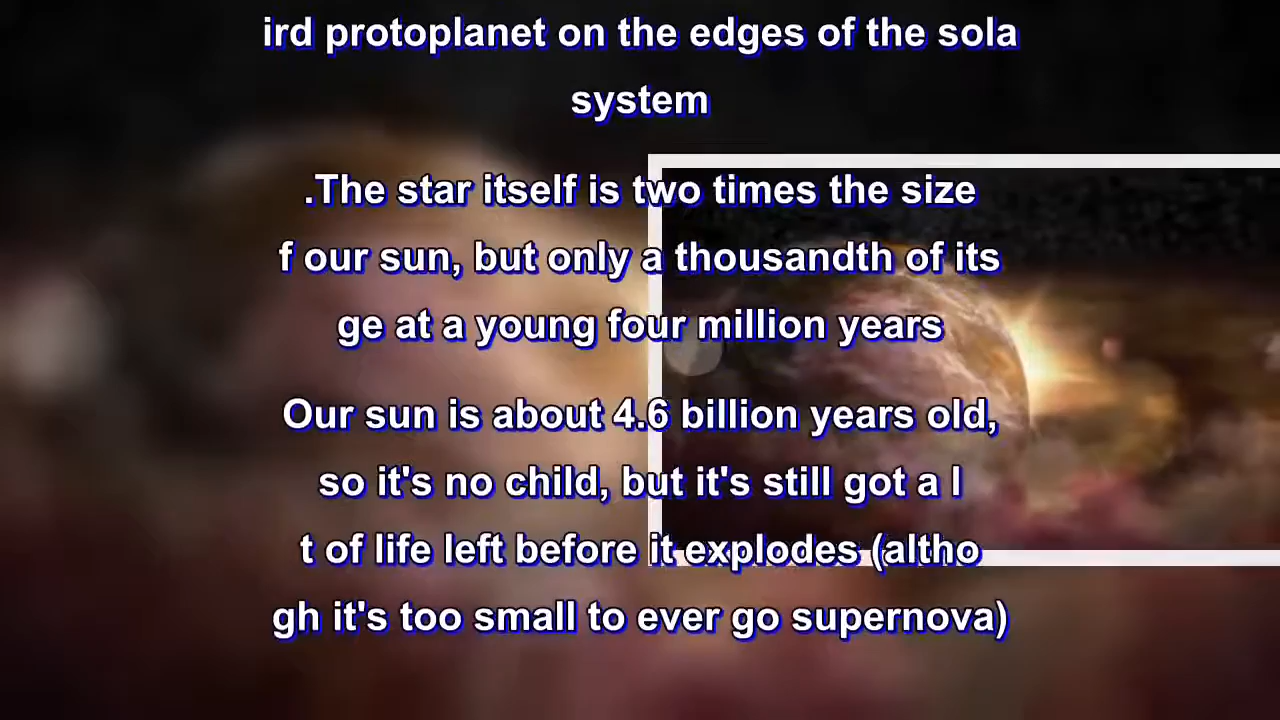 ird protoplanet on the edges of the sola
system
.The star itself is two times the size
f our sun, but only a thousandth of its
ge at a young four million years
Our sun is about 4.6 billion years old,
so it's no child, but it's still got a l
t of life left before it explodes (altho
gh it's too small to ever go supernova)